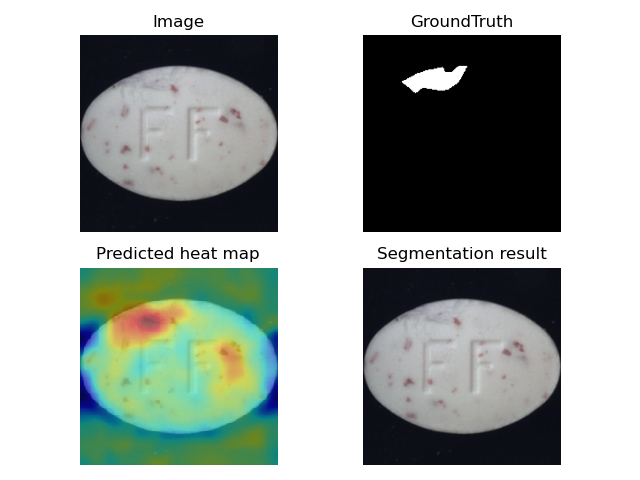 Image
GroundTruth
FF
Predicted heat map
Segmentation result
FF
FF